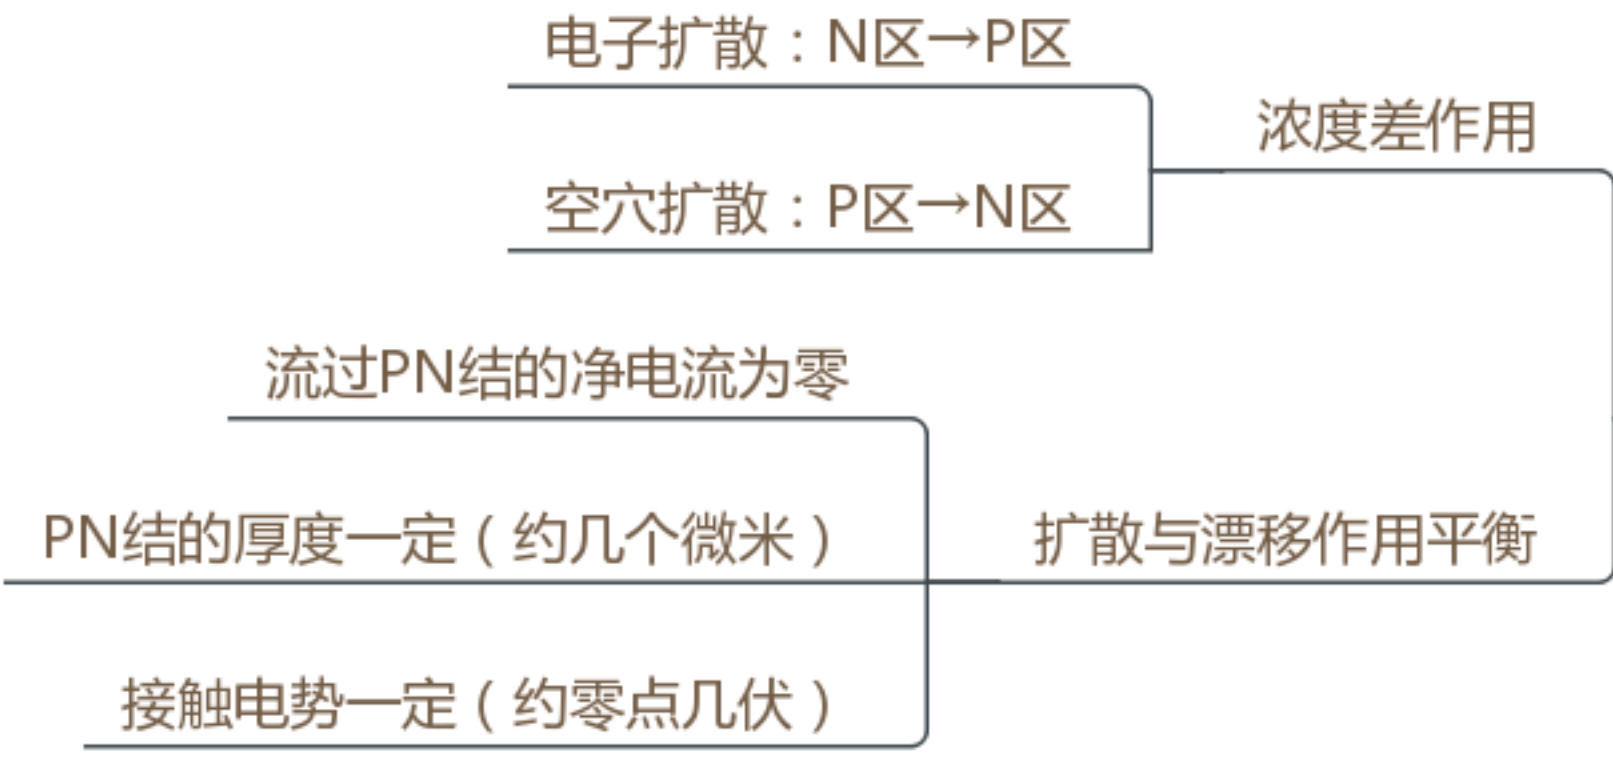 电子扩散：N区→P区
浓度差作用
空穴扩散：P区→N区
流过PN结的净电流为零
PN结的厚度一定（约几个微米）
扩散与漂移作用平衡
接触电势一定（约零点几伏）